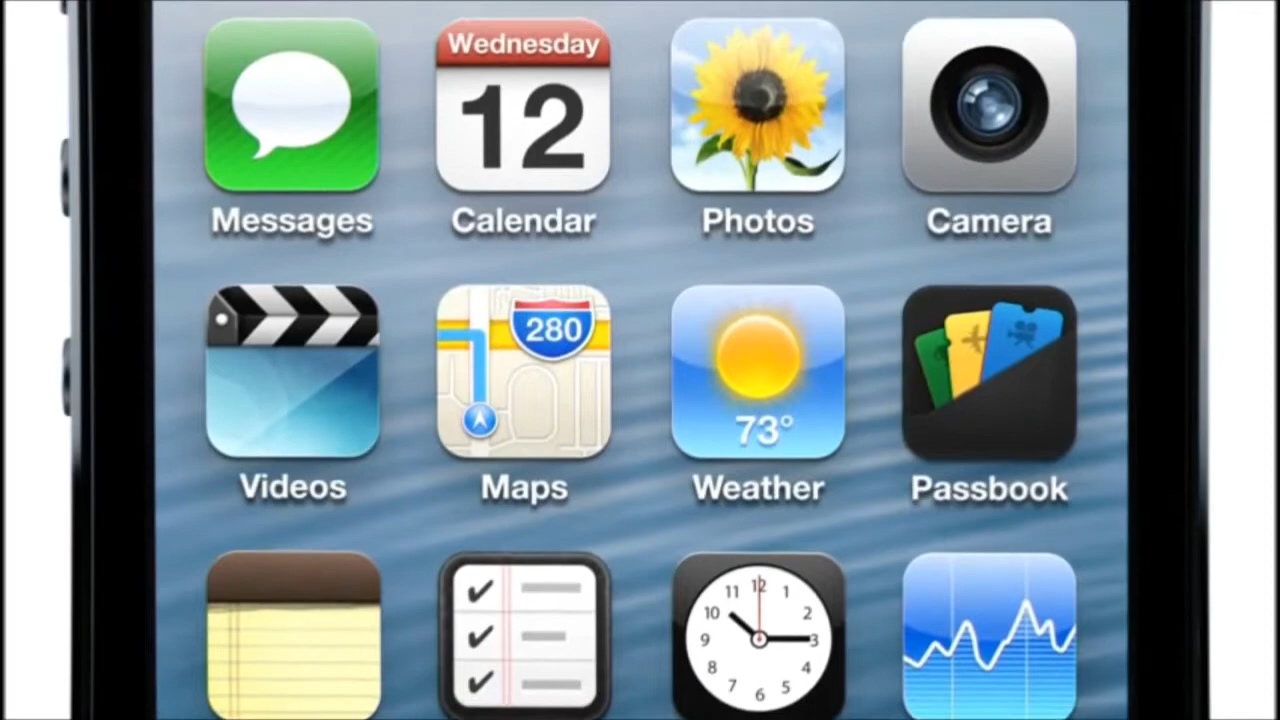 Wednesday
12
Messages
Calendar
Photos
Camera
280
73°
Videos
Maps
Weather
Passbook
11 12 1
10 2
9 3
8 4
7 6 5